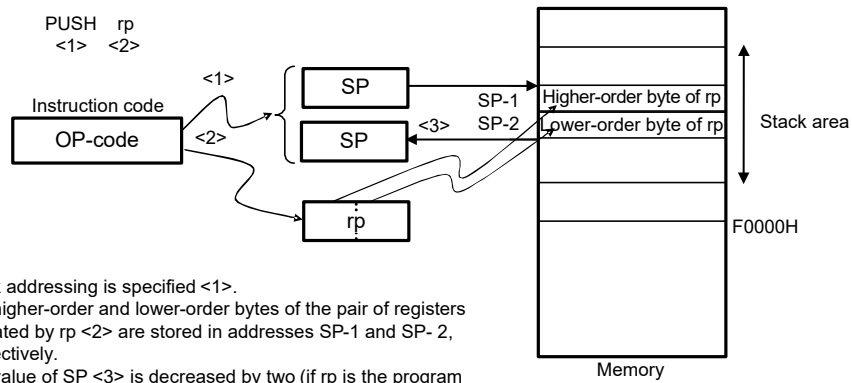 PUSH rp
<1> <2>
<1>
SP
SP-1
Higher-order byte of rp
Instruction code
OP-code
<2>
SP
<3>
SP-2
Lower-order byte of rp
Stack area
rp
F0000H
addressing is specified <1>.
higher-order and lower-order bytes of the pair of registers
by rp <2> are stored in addresses SP-1 and SP- 2,
value of SP <3> is decreased by two (if rp is the program
Memory